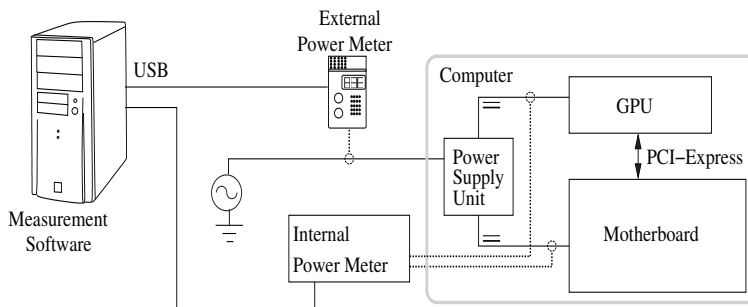 External
Power Meter
USB
Computer
GPU
PCI−Express
Power
Supply
Unit
Measurement
Software
Internal
Power Meter
Motherboard